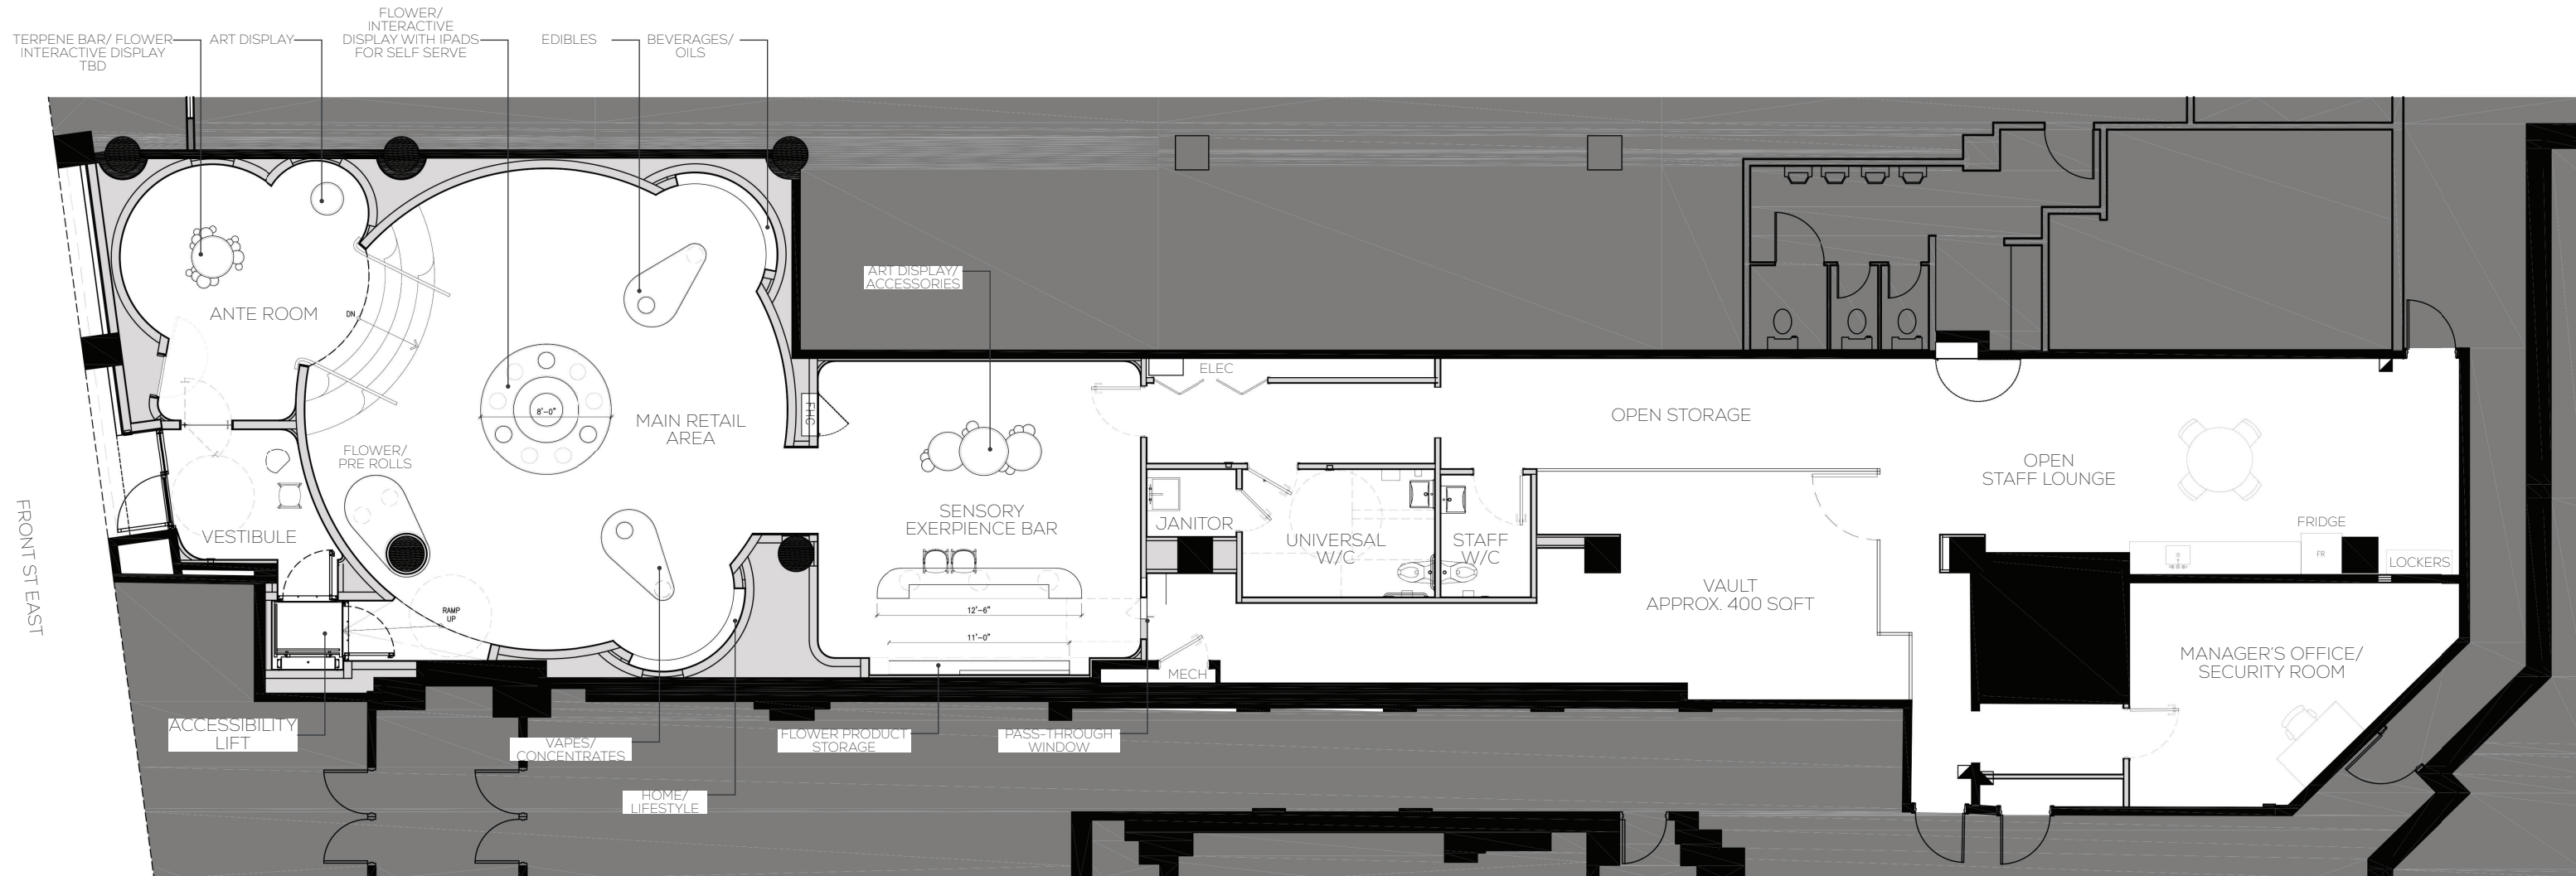 TERPENE BAR/ FLOWER
INTERACTIVE DISPLAY
TBD
ART DISPLAY
FLOWER/
INTERACTIVE
DISPLAY WITH IPADS
FOR SELF SERVE
EDIBLES
BEVERAGES/
OILS
ART DISPLAY/
ACCESSORIES
ANTE ROOM
DN
8'-0"
MAIN RETAIL
AREA
FHC
FLOWER/
PRE ROLLS
VESTIBULE
FRONT ST EAST
RAMP
UP
SENSORY
EXERPIENCE BAR
12'-6"
11'-0"
ELEC
JANITOR
UNIVERSAL
W/C
STAFF
W/C
MECH
OPEN STORAGE
VAULT
APPROX. 400 SQFT
OPEN
STAFF LOUNGE
FRIDGE
FR
LOCKERS
MANAGER'S OFFICE/
SECURITY ROOM
ACCESSIBILITY
LIFT
VAPES/
CONCENTRATES
HOME/
LIFESTYLE
FLOWER PRODUCT
STORAGE
PASS-THROUGH
WINDOW